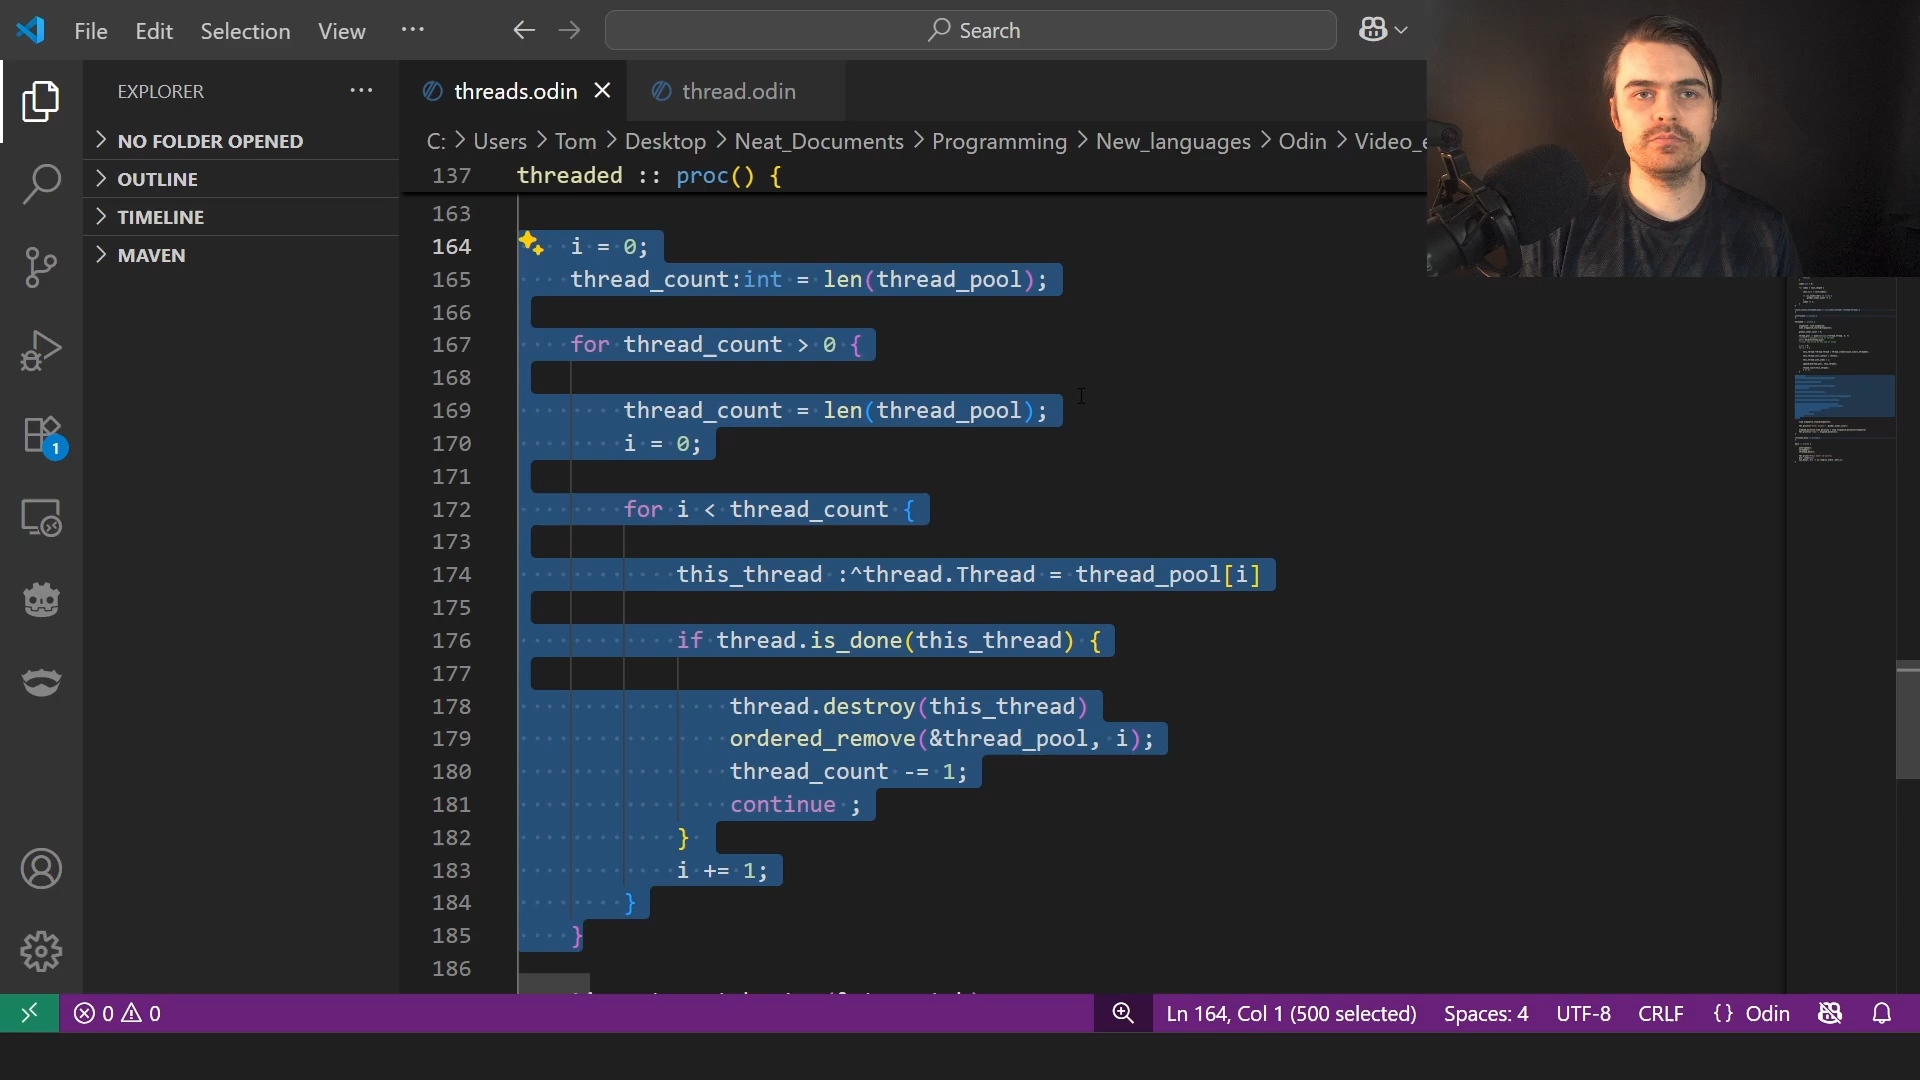 File Edit Selection View ··· Search
EXPLORER ···
NO FOLDER OPENED
OUTLINE
TIMELINE
MAVEN
1
threads.odin thread.odin
C: > Users > Tom > Desktop > Neat_Documents > Programming > New_languages > Odin >
137 threaded :: proc() {
163
164 i = 0;
165 thread_count:int = len(thread_pool);
166
167 for thread_count > 0 {
168
169 thread_count = len(thread_pool);
170 i = 0;
171
172 for i < thread_count {
173
174 this_thread :^thread.Thread = thread_pool[i]
175
176 if thread.is_done(this_thread) {
177
178 thread.destroy(this_thread)
179 ordered_remove(&thread_pool, i);
180 thread_count -= 1;
181 continue ;
182 }
183 i += 1;
184 }
185 }
186
0 0 Ln 164, Col 1 (500 selected) Spaces: 4 UTF-8 CRLF {} Odin